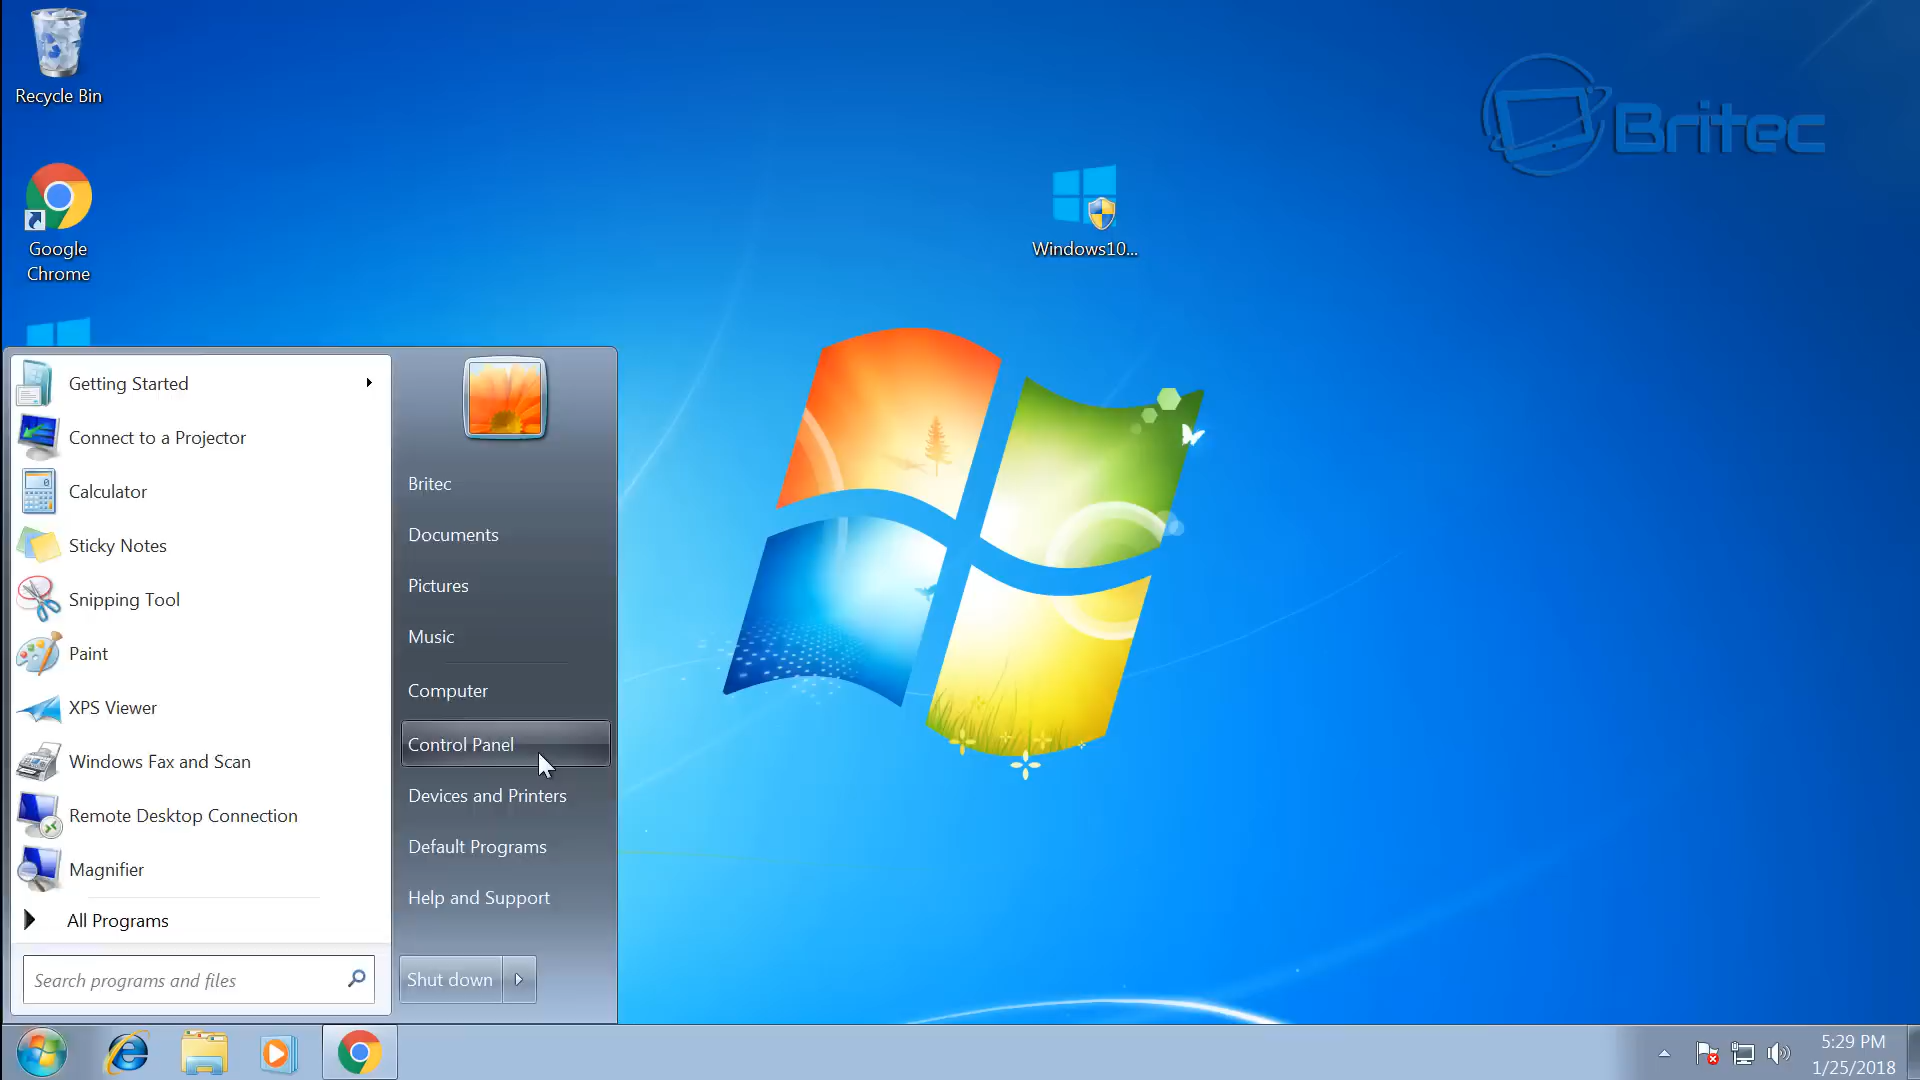 Recycle Bin
Britec
Google
Chrome
Windows10...
Getting Started
Connect to a Projector
Calculator
Sticky Notes
Snipping Tool
Paint
XPS Viewer
Windows Fax and Scan
Remote Desktop Connection
Magnifier
All Programs
Search programs and files
Britec
Documents
Pictures
Music
Computer
Control Panel
Devices and Printers
Default Programs
Help and Support
Shut down
5:29 PM
1/25/2018